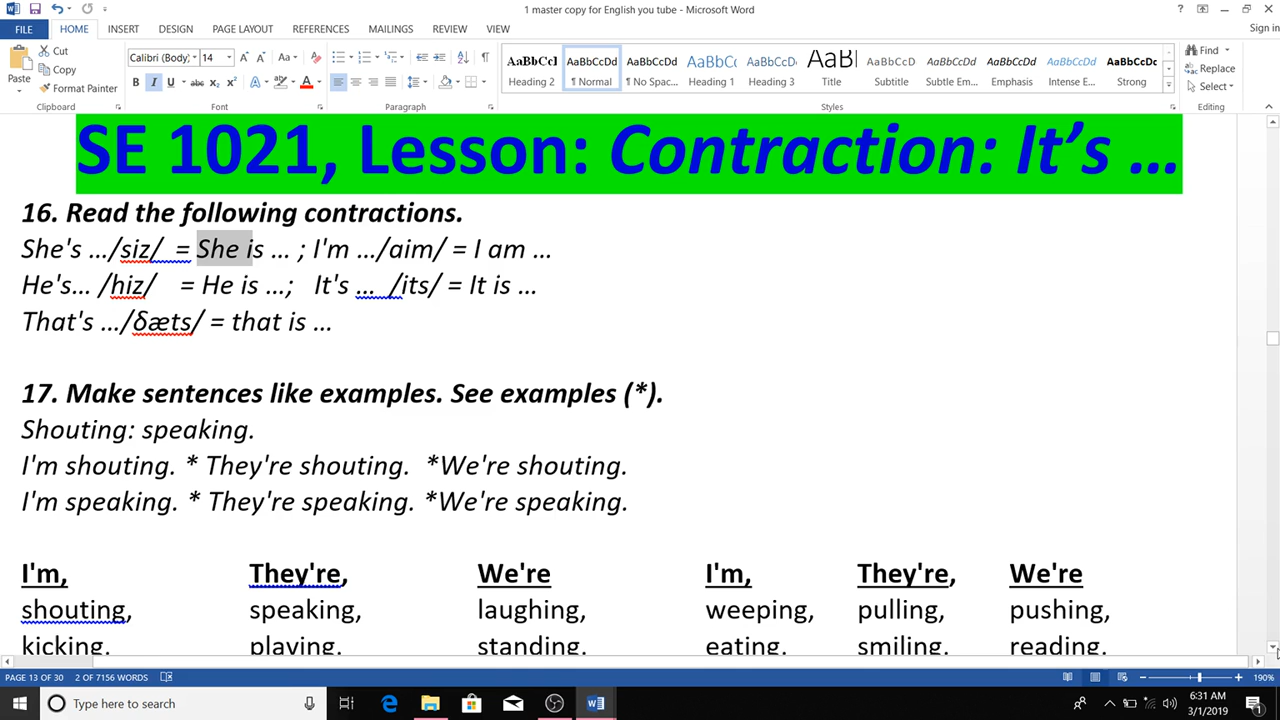 1 master copy for English you tube - Microsoft Word
? Sign in
FILE HOME INSERT DESIGN PAGE LAYOUT REFERENCES MAILINGS REVIEW VIEW
Cut
Copy
Format Painter
Paste
Clipboard
Calibri (Body) 14
B I U abc X₂ X² A
Font
Paragraph
AaBbCcI AaBbCcDd AaBbCcDd AaBbCcD AaBbCcD AaBI AaBbCcDd AaBbCcDd AaBbCcDd AaBbCcDd AaBbCcDc
Heading 2 ¶ Normal ¶ No Spac... Heading 1 Heading 3 Title Subtitle Subtle Em... Emphasis Intense E... Strong
Styles
Find
Replace
Select
Editing
SE 1021, Lesson: Contraction: It’s ...
16. Read the following contractions.
She's .../siz/ = She is ... ; I'm .../aim/ = I am ...
He's... /hiz/ = He is ...; It's ... /its/ = It is ...
That's .../δæts/ = that is ...
17. Make sentences like examples. See examples (*).
Shouting: speaking.
I'm shouting. * They're shouting. *We're shouting.
I'm speaking. * They're speaking. *We're speaking.
I'm, They're, We're I'm, They're, We're
shouting, speaking, laughing, weeping, pulling, pushing,
kicking, playing, standing, eating, smiling, reading,
PAGE 13 OF 30 2 OF 7156 WORDS 190%
Type here to search
6:31 AM
3/1/2019